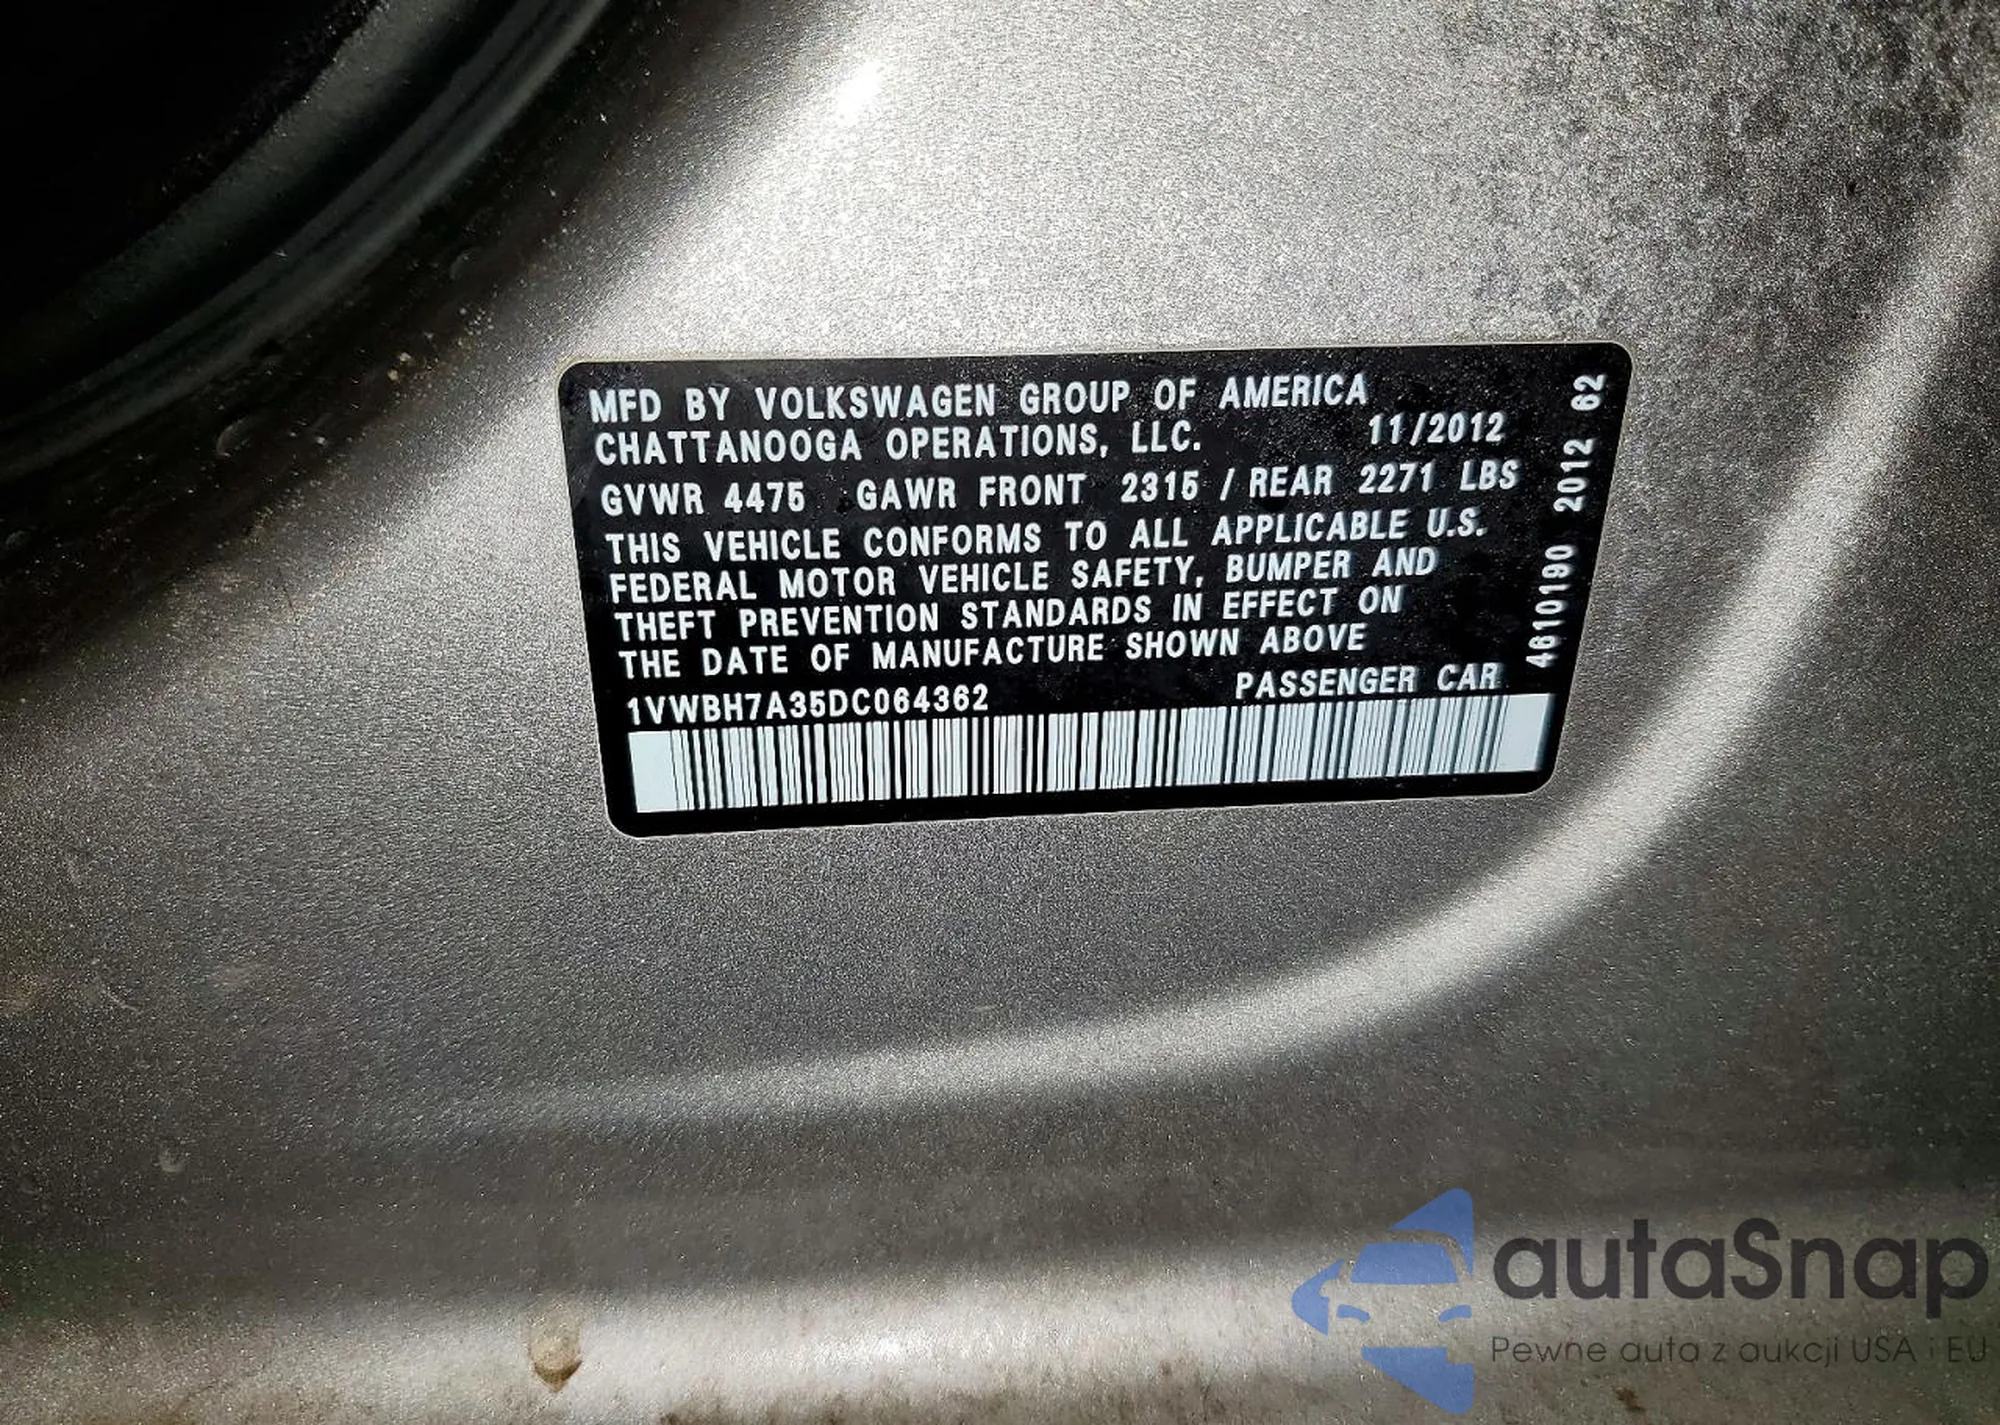 MFD BY VOLKSWAGEN GROUP OF AMERICA
CHATTANOOGA OPERATIONS, LLC. 11/2012
GVWR 4475 GAWR FRONT 2315 / REAR 2271 LBS
THIS VEHICLE CONFORMS TO ALL APPLICABLE U.S.
FEDERAL MOTOR VEHICLE SAFETY, BUMPER AND
THEFT PREVENTION STANDARDS IN EFFECT ON
THE DATE OF MANUFACTURE SHOWN ABOVE
1VWBH7A35DC064362 PASSENGER CAR
4610190 2012 62
autaSnap
Pewne auta z aukcji USA i EU